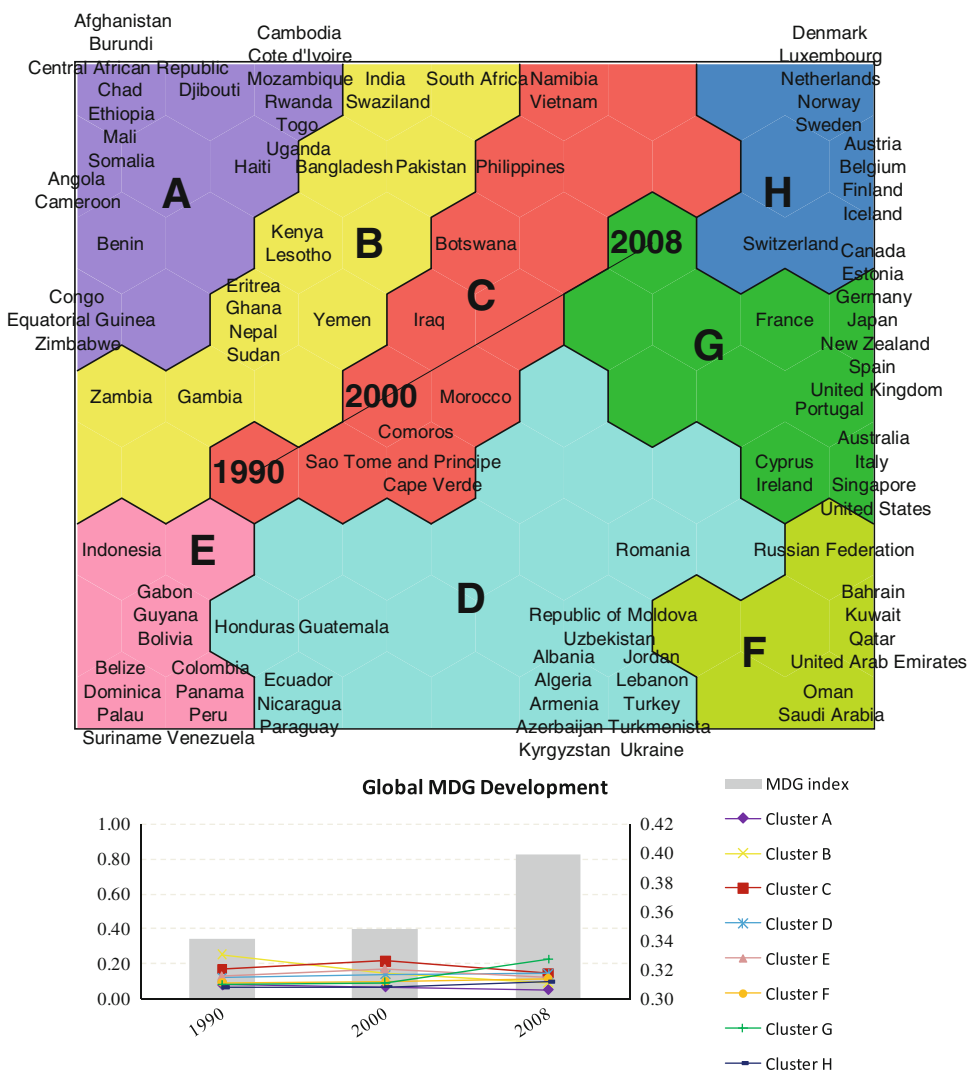 Afghanistan
Burundi
Central African Republic
Chad
Djibouti
Ethiopia
Mali
Somalia
Angola
Cameroon
Benin
Congo
Equatorial Guinea
Zimbabwe
Haiti
A
Cambodia
Cote d'Ivoire
Mozambique
Rwanda
Togo
Uganda
India
Swaziland
South Africa
Bangladesh
Pakistan
Kenya
Lesotho
B
Eritrea
Ghana
Nepal
Sudan
Yemen
Zambia
Gambia
Namibia
Vietnam
Philippines
Botswana
C
Iraq
2000
Morocco
Comoros
1990
Sao Tome and Principe
Cape Verde
2008
Denmark
Luxembourg
Netherlands
Norway
Sweden
Austria
Belgium
Finland
Iceland
H
Switzerland
Canada
Estonia
Germany
Japan
New Zealand
Spain
United Kingdom
Portugal
France
G
Australia
Italy
Singapore
United States
Cyprus
Ireland
Indonesia
E
Gabon
Guyana
Bolivia
Belize
Dominica
Palau
Suriname
Colombia
Panama
Peru
Venezuela
D
Honduras
Guatemala
Ecuador
Nicaragua
Paraguay
Romania
Republic of Moldova
Uzbekistan
Albania
Algeria
Armenia
Azerbaijan
Kyrgyzstan
Jordan
Lebanon
Turkey
Turkmenista
Ukraine
Russian Federation
F
Bahrain
Kuwait
Qatar
United Arab Emirates
Oman
Saudi Arabia
Global MDG Development
1.00
0.80
0.60
0.40
0.20
0.00
0.42
0.40
0.38
0.36
0.34
0.32
0.30
1990
2000
2008
MDG index
Cluster A
Cluster B
Cluster C
Cluster D
Cluster E
Cluster F
Cluster G
Cluster H